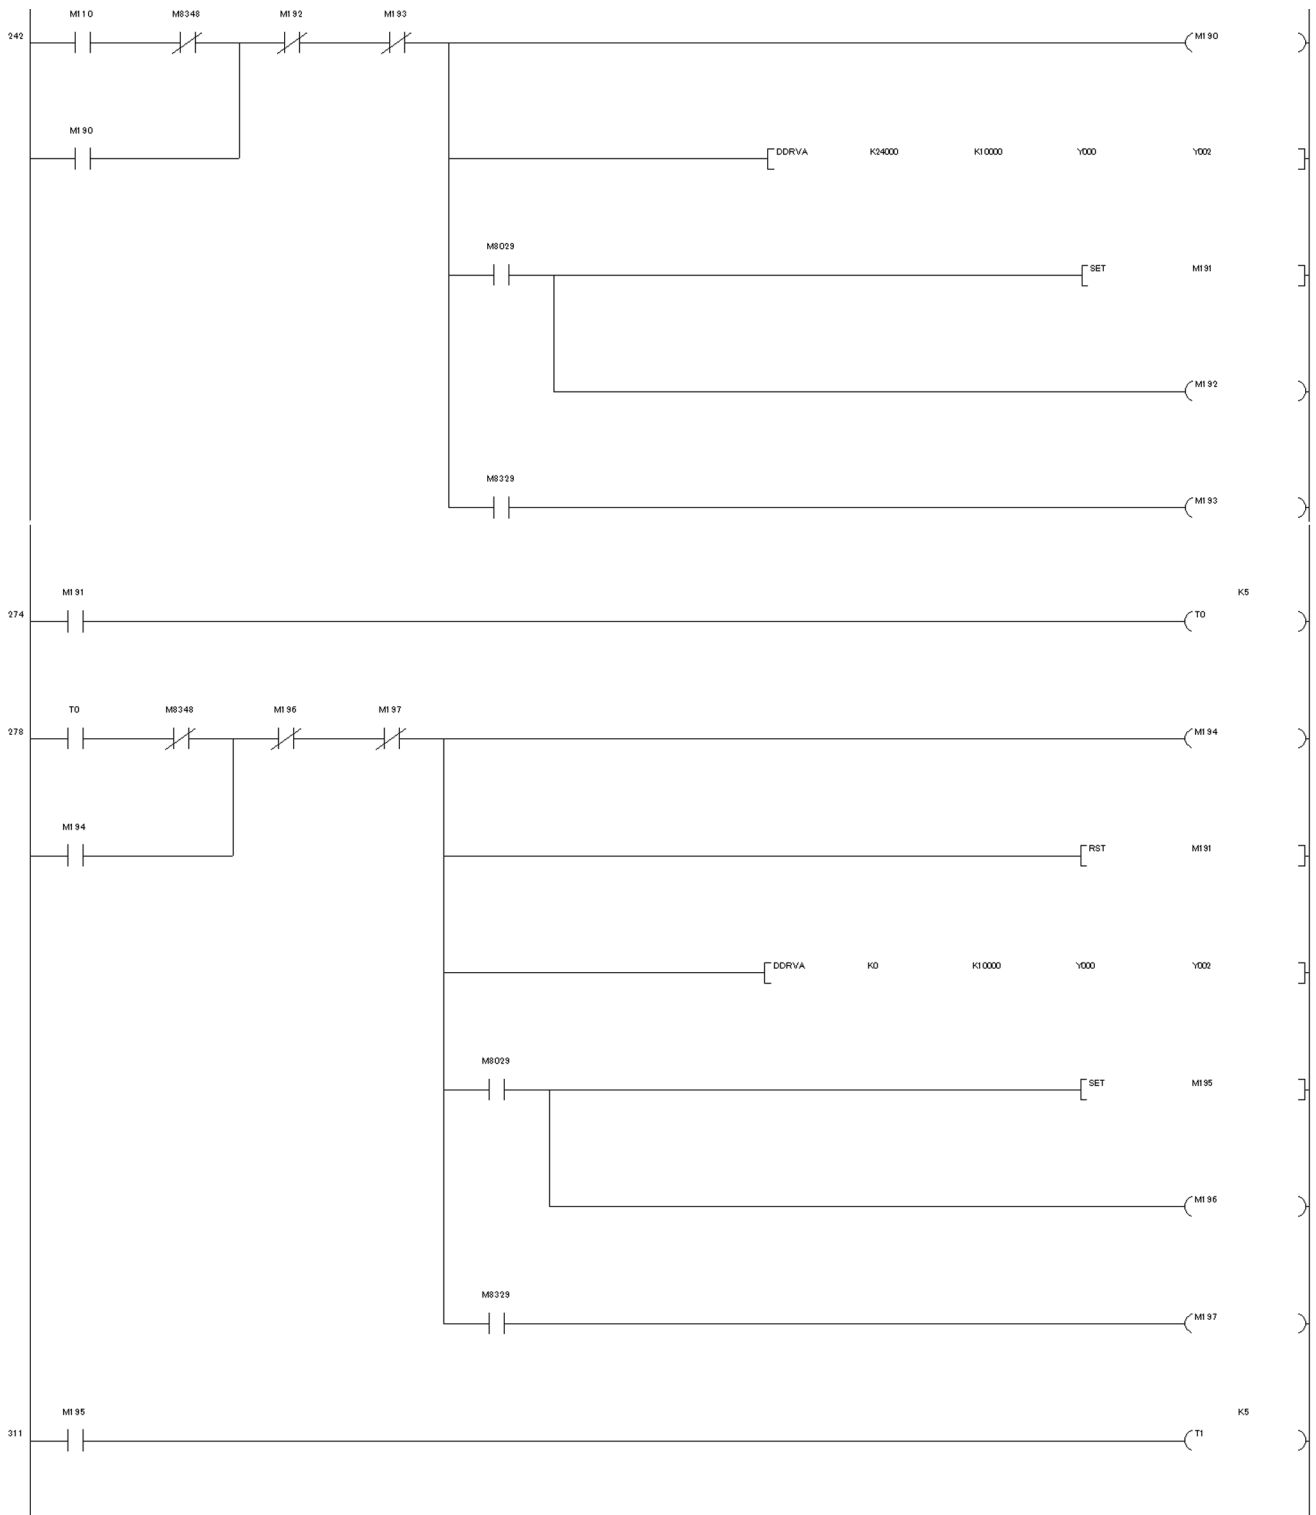 M110 M8348 M192 M193
242 M190
M190
DDRVA K24000 K10000 Y000 Y002
M8029
SET M191
M192
M8329
M193
M191 K5
274 T0
T0 M8348 M196 M197
278 M194
M194
RST M191
DDRVA K0 K10000 Y000 Y002
M8029
SET M195
M196
M8329
M197
M195 K5
311 T1